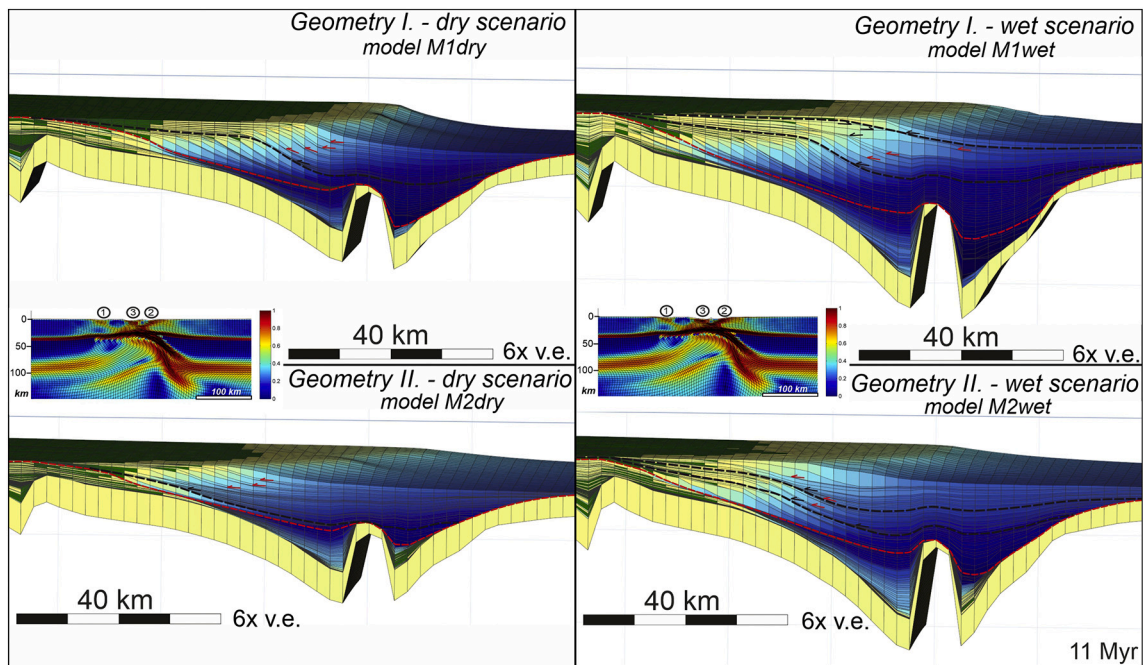 Geometry I. - dry scenario
model M1dry
Geometry I. - wet scenario
model M1wet
① ③ ②
0
50
100
km
100 km
1
0.8
0.6
0.4
0.2
0
40 km
6x v.e.
① ③ ②
0
50
100
km
100 km
1
0.8
0.6
0.4
0.2
0
40 km
6x v.e.
Geometry II. - dry scenario
model M2dry
Geometry II. - wet scenario
model M2wet
40 km
6x v.e.
40 km
6x v.e.
11 Myr